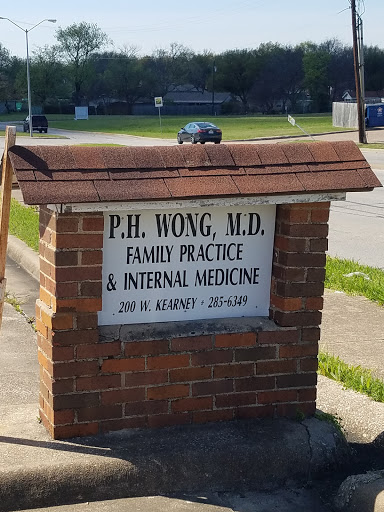 P.H. WONG, M.D.
FAMILY PRACTICE
& INTERNAL MEDICINE
200 W. KEARNEY + 285-6349